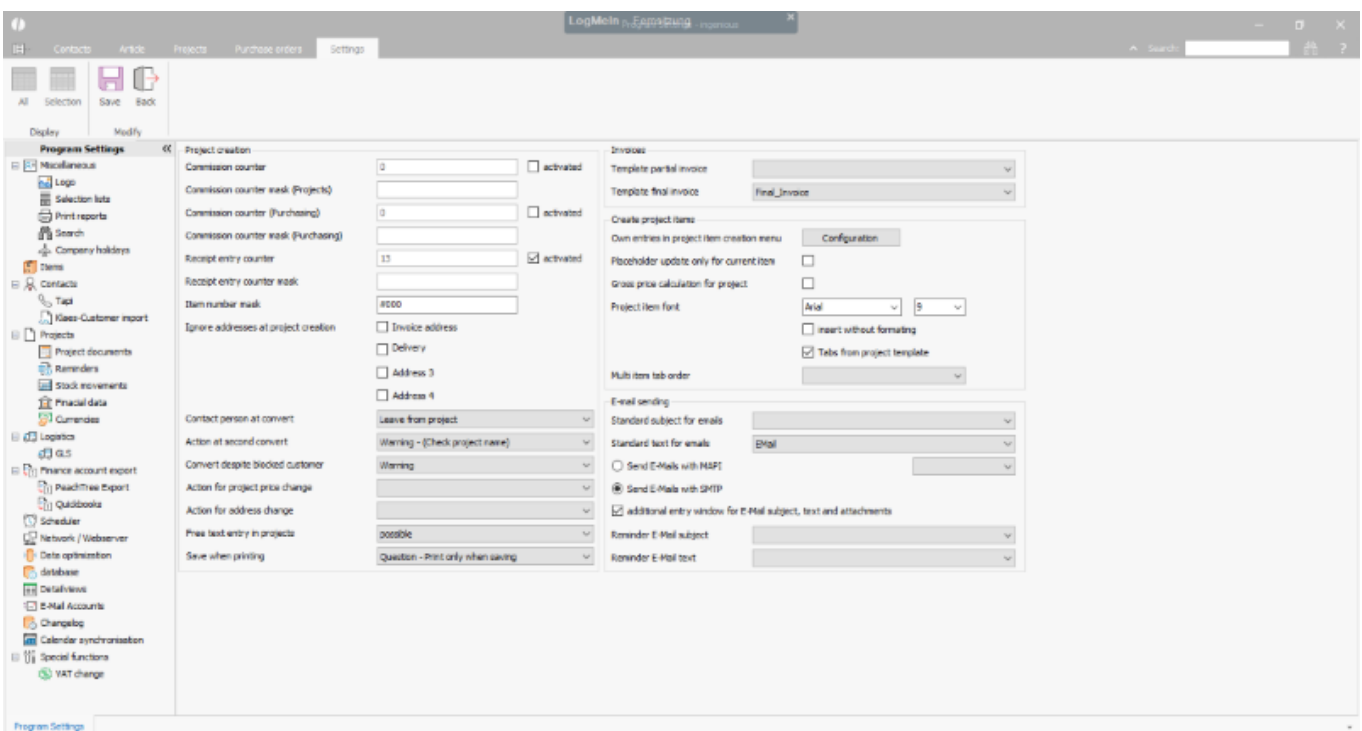 LogMeIn - Fernsitzung
Contacts Article Projects Purchase orders Settings Search:
All Selection Save Back
Display Modify
Program Settings
Miscellaneous
Logo
Selection lists
Print reports
Search
Company holidays
Items
Contacts
Tapi
Klaes-Customer import
Projects
Project documents
Reminders
Stock movements
Finacial data
Currencies
Logistics
GLS
Finance account export
PeachTree Export
Quickbooks
Scheduler
Network / Webserver
Data optimization
database
Detailviews
E-Mail Accounts
Changelog
Calendar synchronisation
Special functions
VAT change
Project creation
Commission counter 0 activated
Commission counter mask (Projects)
Commission counter (Purchasing) 0 activated
Commission counter mask (Purchasing)
Receipt entry counter 13 activated
Receipt entry counter mask
Item number mask #000
Ignore addresses at project creation Invoice address
Delivery
Address 3
Address 4
Contact person at convert Leave from project
Action at second convert Warning - (Check project name)
Convert despite blocked customer Warning
Action for project price change
Action for address change
Free text entry in projects possible
Save when printing Question - Print only when saving
Invoices
Template partial invoice
Template final invoice Final_Invoice
Create project items
Own entries in project item creation menu Configuration
Placeholder update only for current item
Gross price calculation for project
Project item font Arial 9
insert without formating
Tabs from project template
Multi item tab order
E-mail sending
Standard subject for emails
Standard text for emails EMail
Send E-Mails with MAPI
Send E-Mails with SMTP
additional entry window for E-Mail subject, text and attachments
Reminder E-Mail subject
Reminder E-Mail text
Program Settings